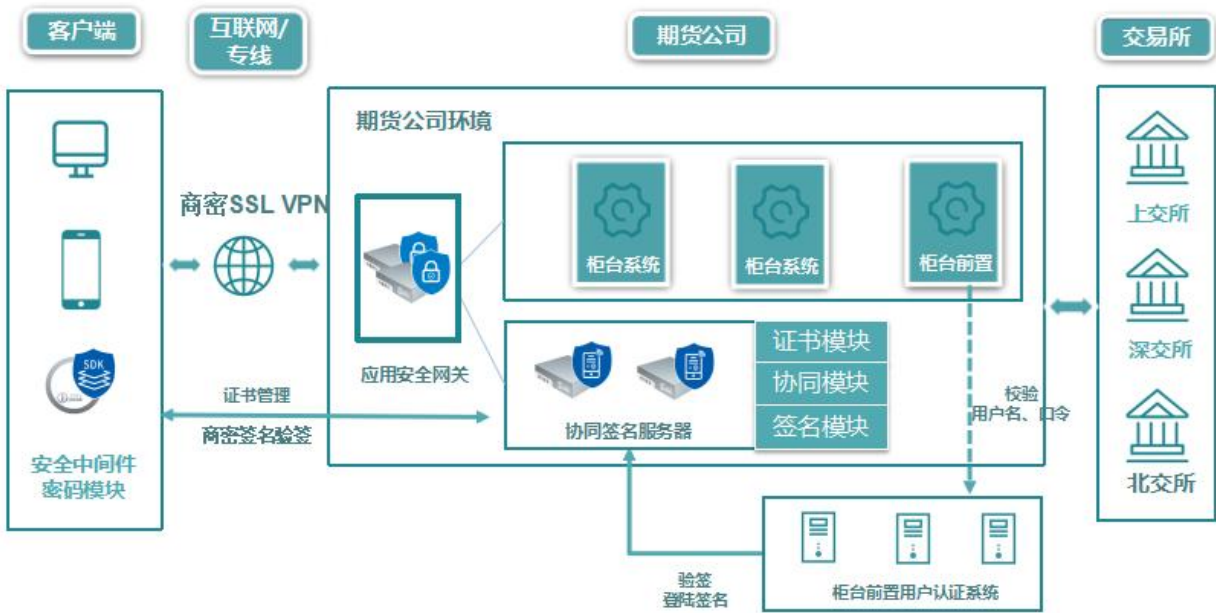 客户端
互联网/
专线
期货公司
交易所
期货公司环境
商密SSL VPN
柜台系统
柜台系统
柜台前置
上交所
SDK
应用安全网关
证书模块
协同模块
签名模块
深交所
证书管理
商密签名验签
协同签名服务器
校验
用户名、口令
安全中间件
密码模块
北交所
验签
登陆签名
柜台前置用户认证系统